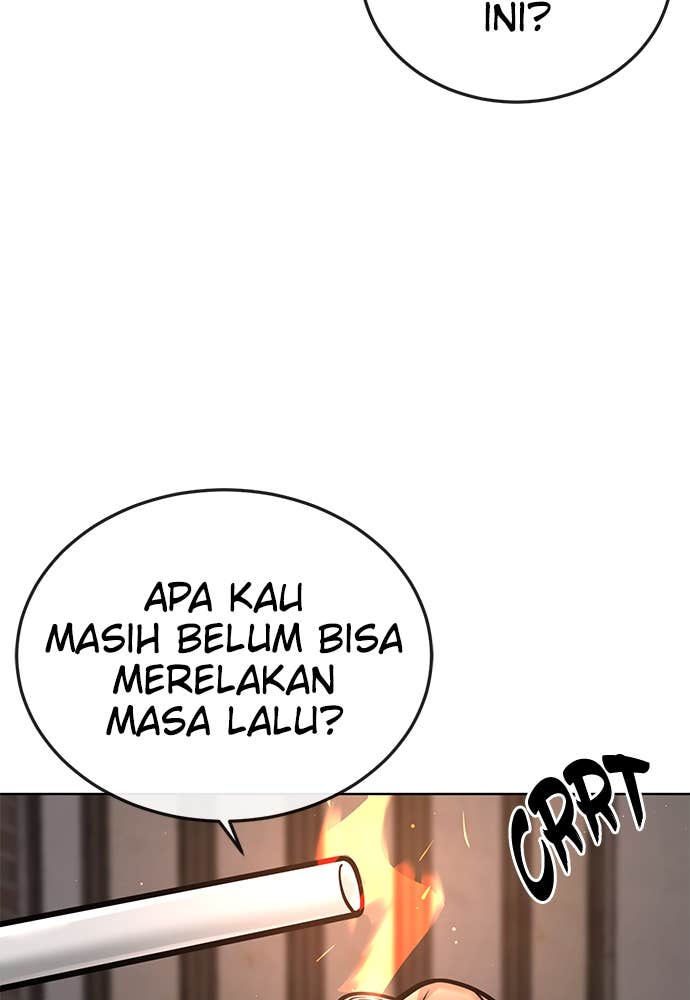 INI?
APA KAU
MASIH BELUM BISA
MERELAKAN
MASA LALU?
CRRT